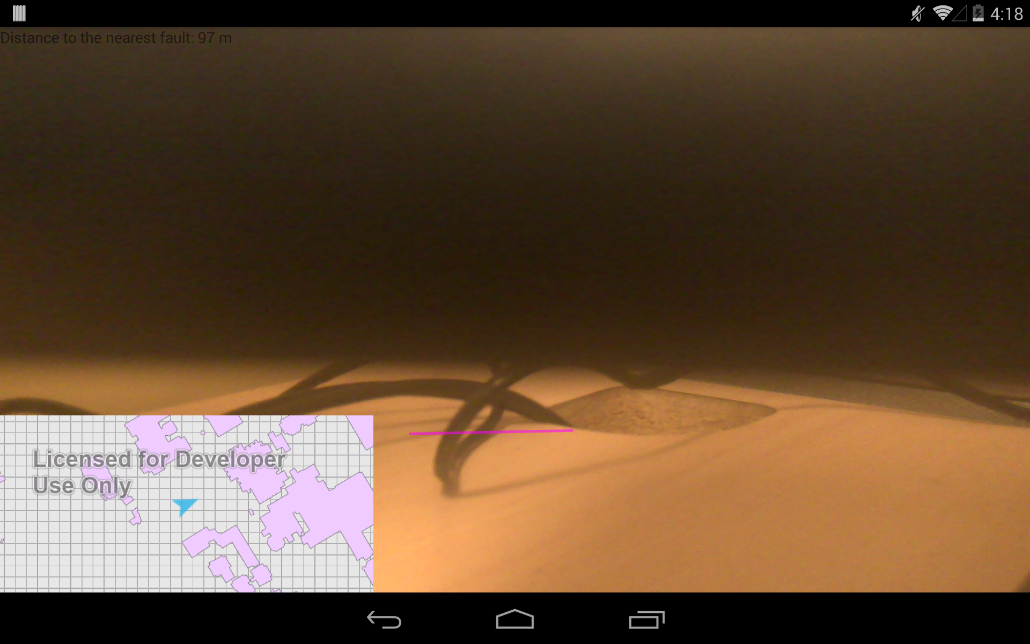 4:18
Distance to the nearest fault: 97 m
Licensed for Developer
Use Only